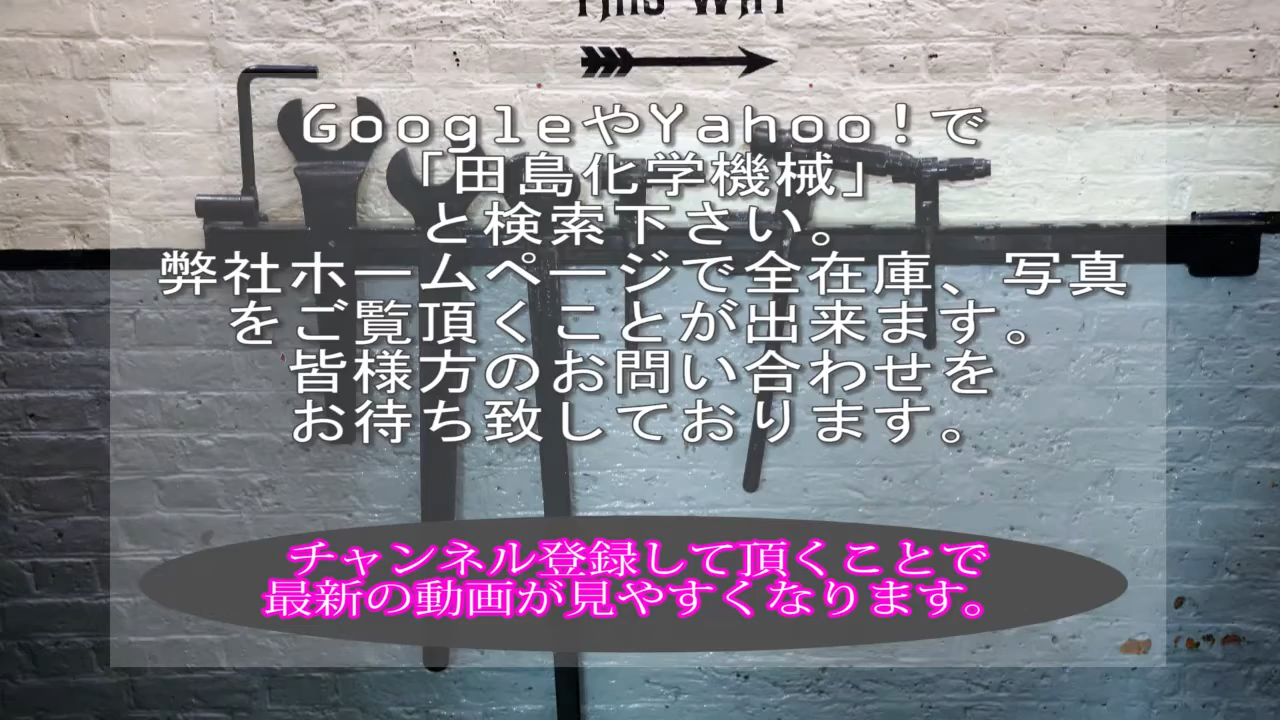 THIS WAY
GoogleやYahoo！で
「田島化学機械」
と検索下さい。
弊社ホームページで全在庫、写真
をご覧頂くことが出来ます。
皆様方のお問い合わせを
お待ち致しております。
チャンネル登録して頂くことで
最新の動画が見やすくなります。